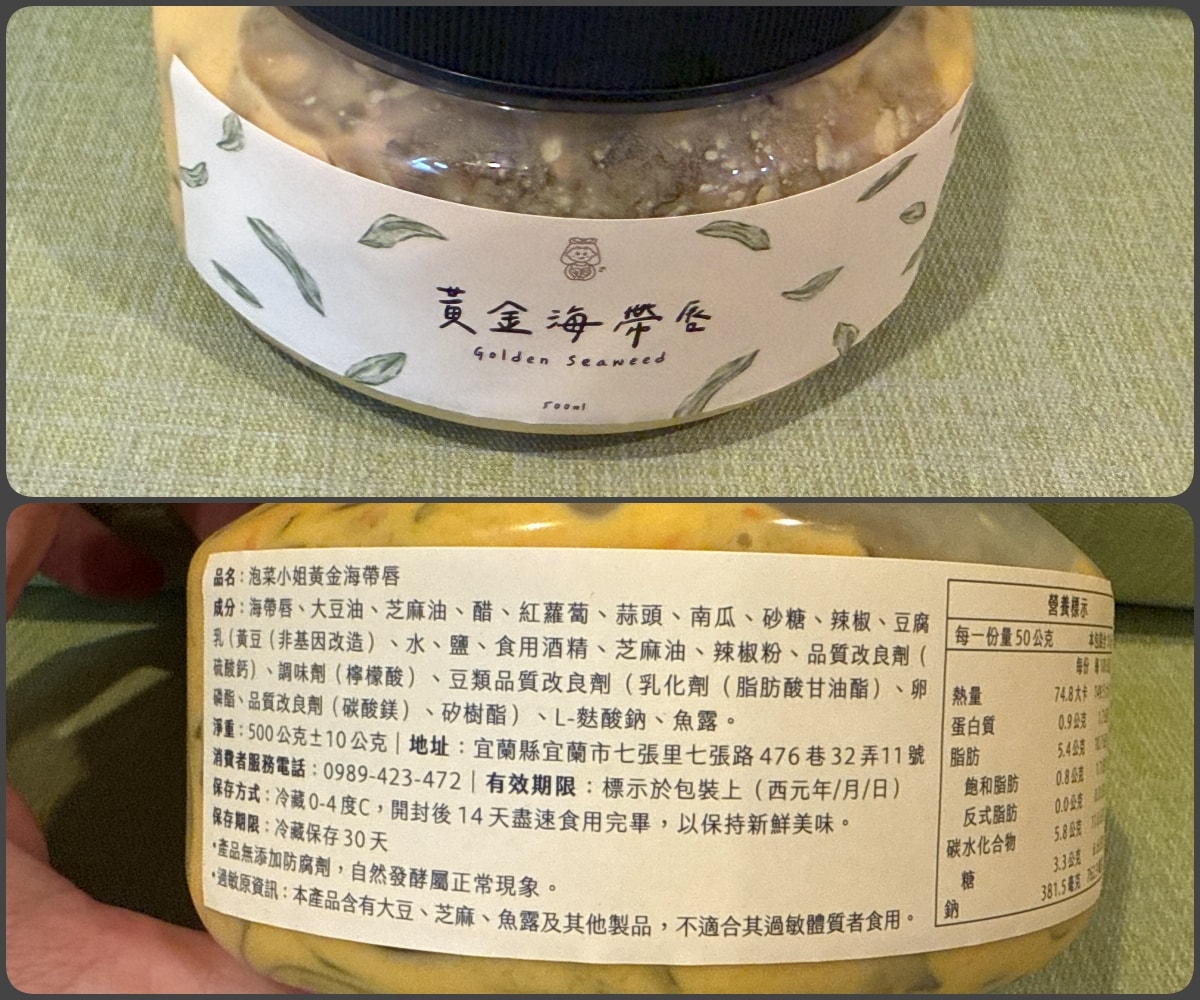 黃金海帶唇
Golden Seaweed
500ml
品名：泡菜小姐黃金海帶唇
成分：海帶唇、大豆油、芝麻油、醋、紅蘿蔔、蒜頭、南瓜、砂糖、辣椒、豆腐
乳（黃豆（非基因改造）、水、鹽、食用酒精、芝麻油、辣椒粉、品質改良劑（
硫酸鈣）、調味劑（檸檬酸）、豆類品質改良劑（乳化劑（脂肪酸甘油酯）、卵
磷酯、品質改良劑（碳酸鎂）、矽樹酯）、L-麩酸鈉、魚露。
淨重：500公克±10公克｜地址：宜蘭縣宜蘭市七張里七張路476巷32弄11號
消費者服務電話：0989-423-472｜有效期限：標示於包裝上（西元年/月/日）
保存方式：冷藏0-4度C，開封後14天盡速食用完畢，以保持新鮮美味。
保存期限：冷藏保存30天
•產品無添加防腐劑，自然發酵屬正常現象。
•過敏原資訊：本產品含有大豆、芝麻、魚露及其他製品，不適合其過敏體質者食用。
營養標示
每一份量50公克
每份
熱量 74.8大卡
蛋白質 0.9公克
脂肪 5.4公克
飽和脂肪 0.8公克
反式脂肪 0.0公克
碳水化合物 5.8公克
糖 3.3公克
鈉 381.5毫克